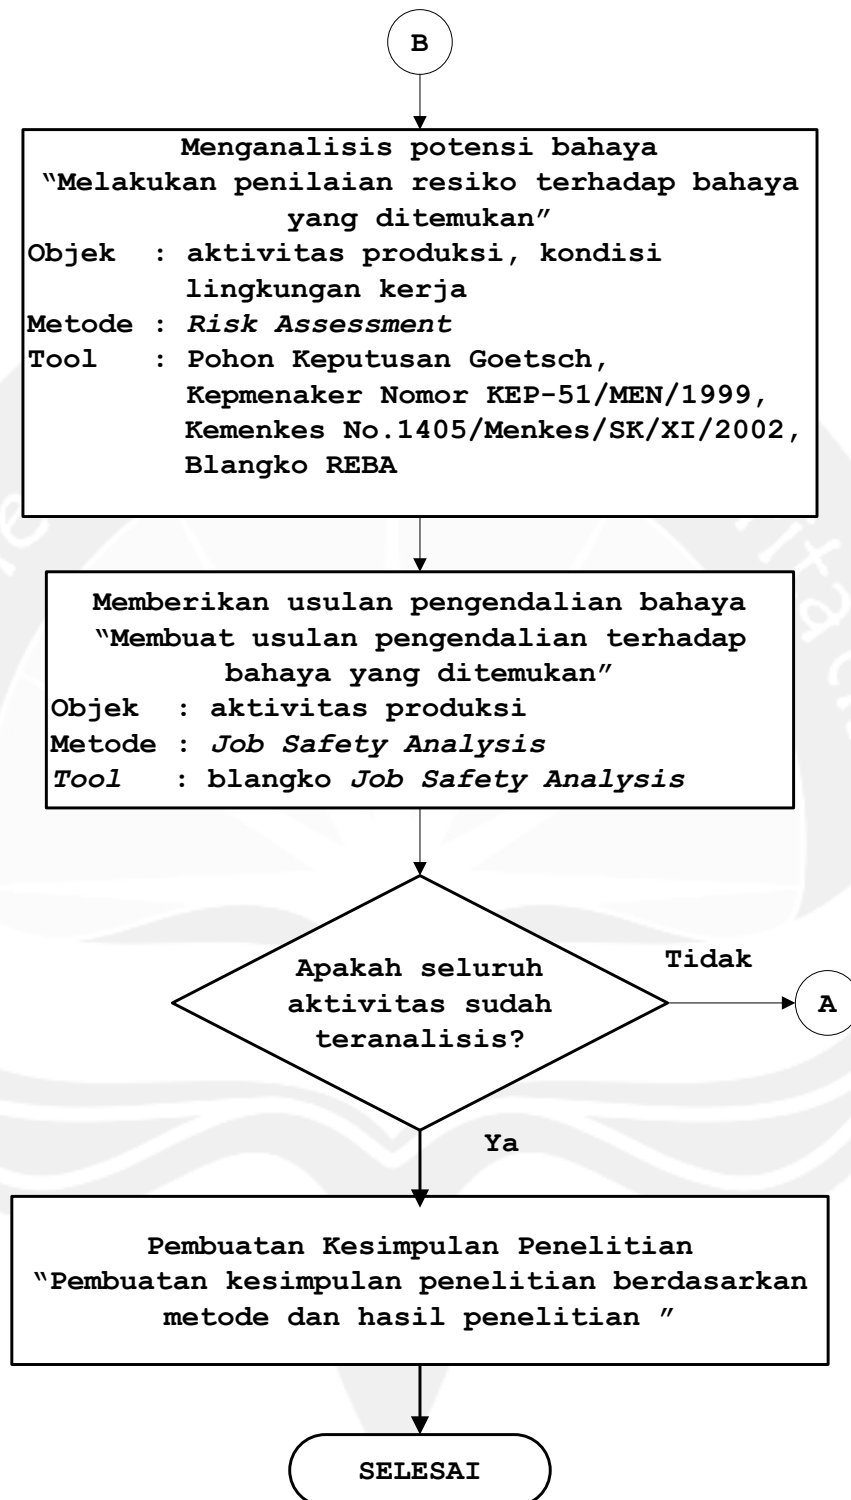 B
Menganalisis potensi bahaya
“Melakukan penilaian resiko terhadap bahaya
yang ditemukan”
Objek : aktivitas produksi, kondisi
lingkungan kerja
Metode : Risk Assessment
Tool : Pohon Keputusan Goetsch,
Kepmenaker Nomor KEP-51/MEN/1999,
Kemenkes No.1405/Menkes/SK/XI/2002,
Blangko REBA
Memberikan usulan pengendalian bahaya
“Membuat usulan pengendalian terhadap
bahaya yang ditemukan”
Objek : aktivitas produksi
Metode : Job Safety Analysis
Tool : blangko Job Safety Analysis
Apakah seluruh
aktivitas sudah
teranalisis?
Tidak
A
Ya
Pembuatan Kesimpulan Penelitian
“Pembuatan kesimpulan penelitian berdasarkan
metode dan hasil penelitian ”
SELESAI